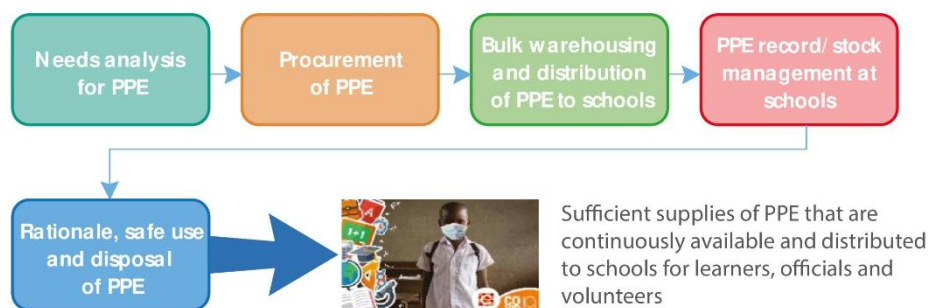 Needs analysis
for PPE
Procurement
of PPE
Bulk warehousing
and distribution
of PPE to schools
PPE record/ stock
management at
schools
Rationale, safe use
and disposal
of PPE
A
1+1
Sufficient supplies of PPE that are
continuously available and distributed
to schools for learners, officials and
volunteers